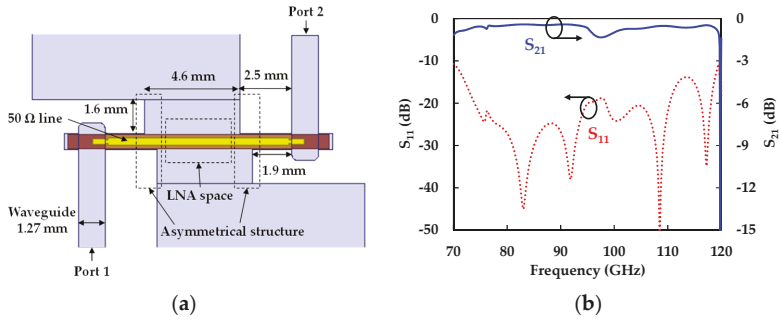 Port 2
4.6 mm
2.5 mm
1.6 mm
50 Ω line
1.9 mm
LNA space
Waveguide
1.27 mm
Asymmetrical structure
Port 1
(a)
0
-10
-20
-30
-40
-50
S11 (dB)
0
-3
-6
-9
-12
-15
S21 (dB)
S21
S11
70 80 90 100 110 120
Frequency (GHz)
(b)